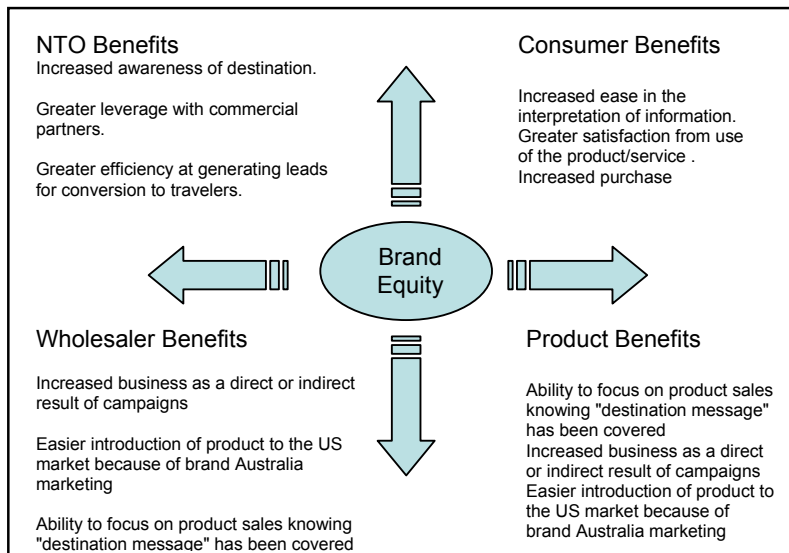 NTO Benefits
Increased awareness of destination.
Greater leverage with commercial
partners.
Greater efficiency at generating leads
for conversion to travelers.
Consumer Benefits
Increased ease in the
interpretation of information.
Greater satisfaction from use
of the product/service .
Increased purchase
Brand
Equity
Wholesaler Benefits
Increased business as a direct or indirect
result of campaigns
Easier introduction of product to the US
market because of brand Australia
marketing
Ability to focus on product sales knowing
"destination message" has been covered
Product Benefits
Ability to focus on product sales
knowing "destination message"
has been covered
Increased business as a direct
or indirect result of campaigns
Easier introduction of product to
the US market because of
brand Australia marketing